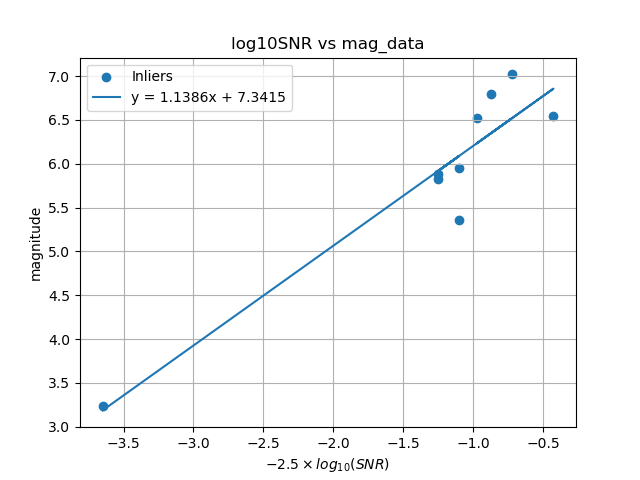 log10SNR vs mag_data
Inliers
y = 1.1386x + 7.3415
magnitude
7.0
6.5
6.0
5.5
5.0
4.5
4.0
3.5
3.0
−3.5 −3.0 −2.5 −2.0 −1.5 −1.0 −0.5
−2.5 × log₁₀(SNR)